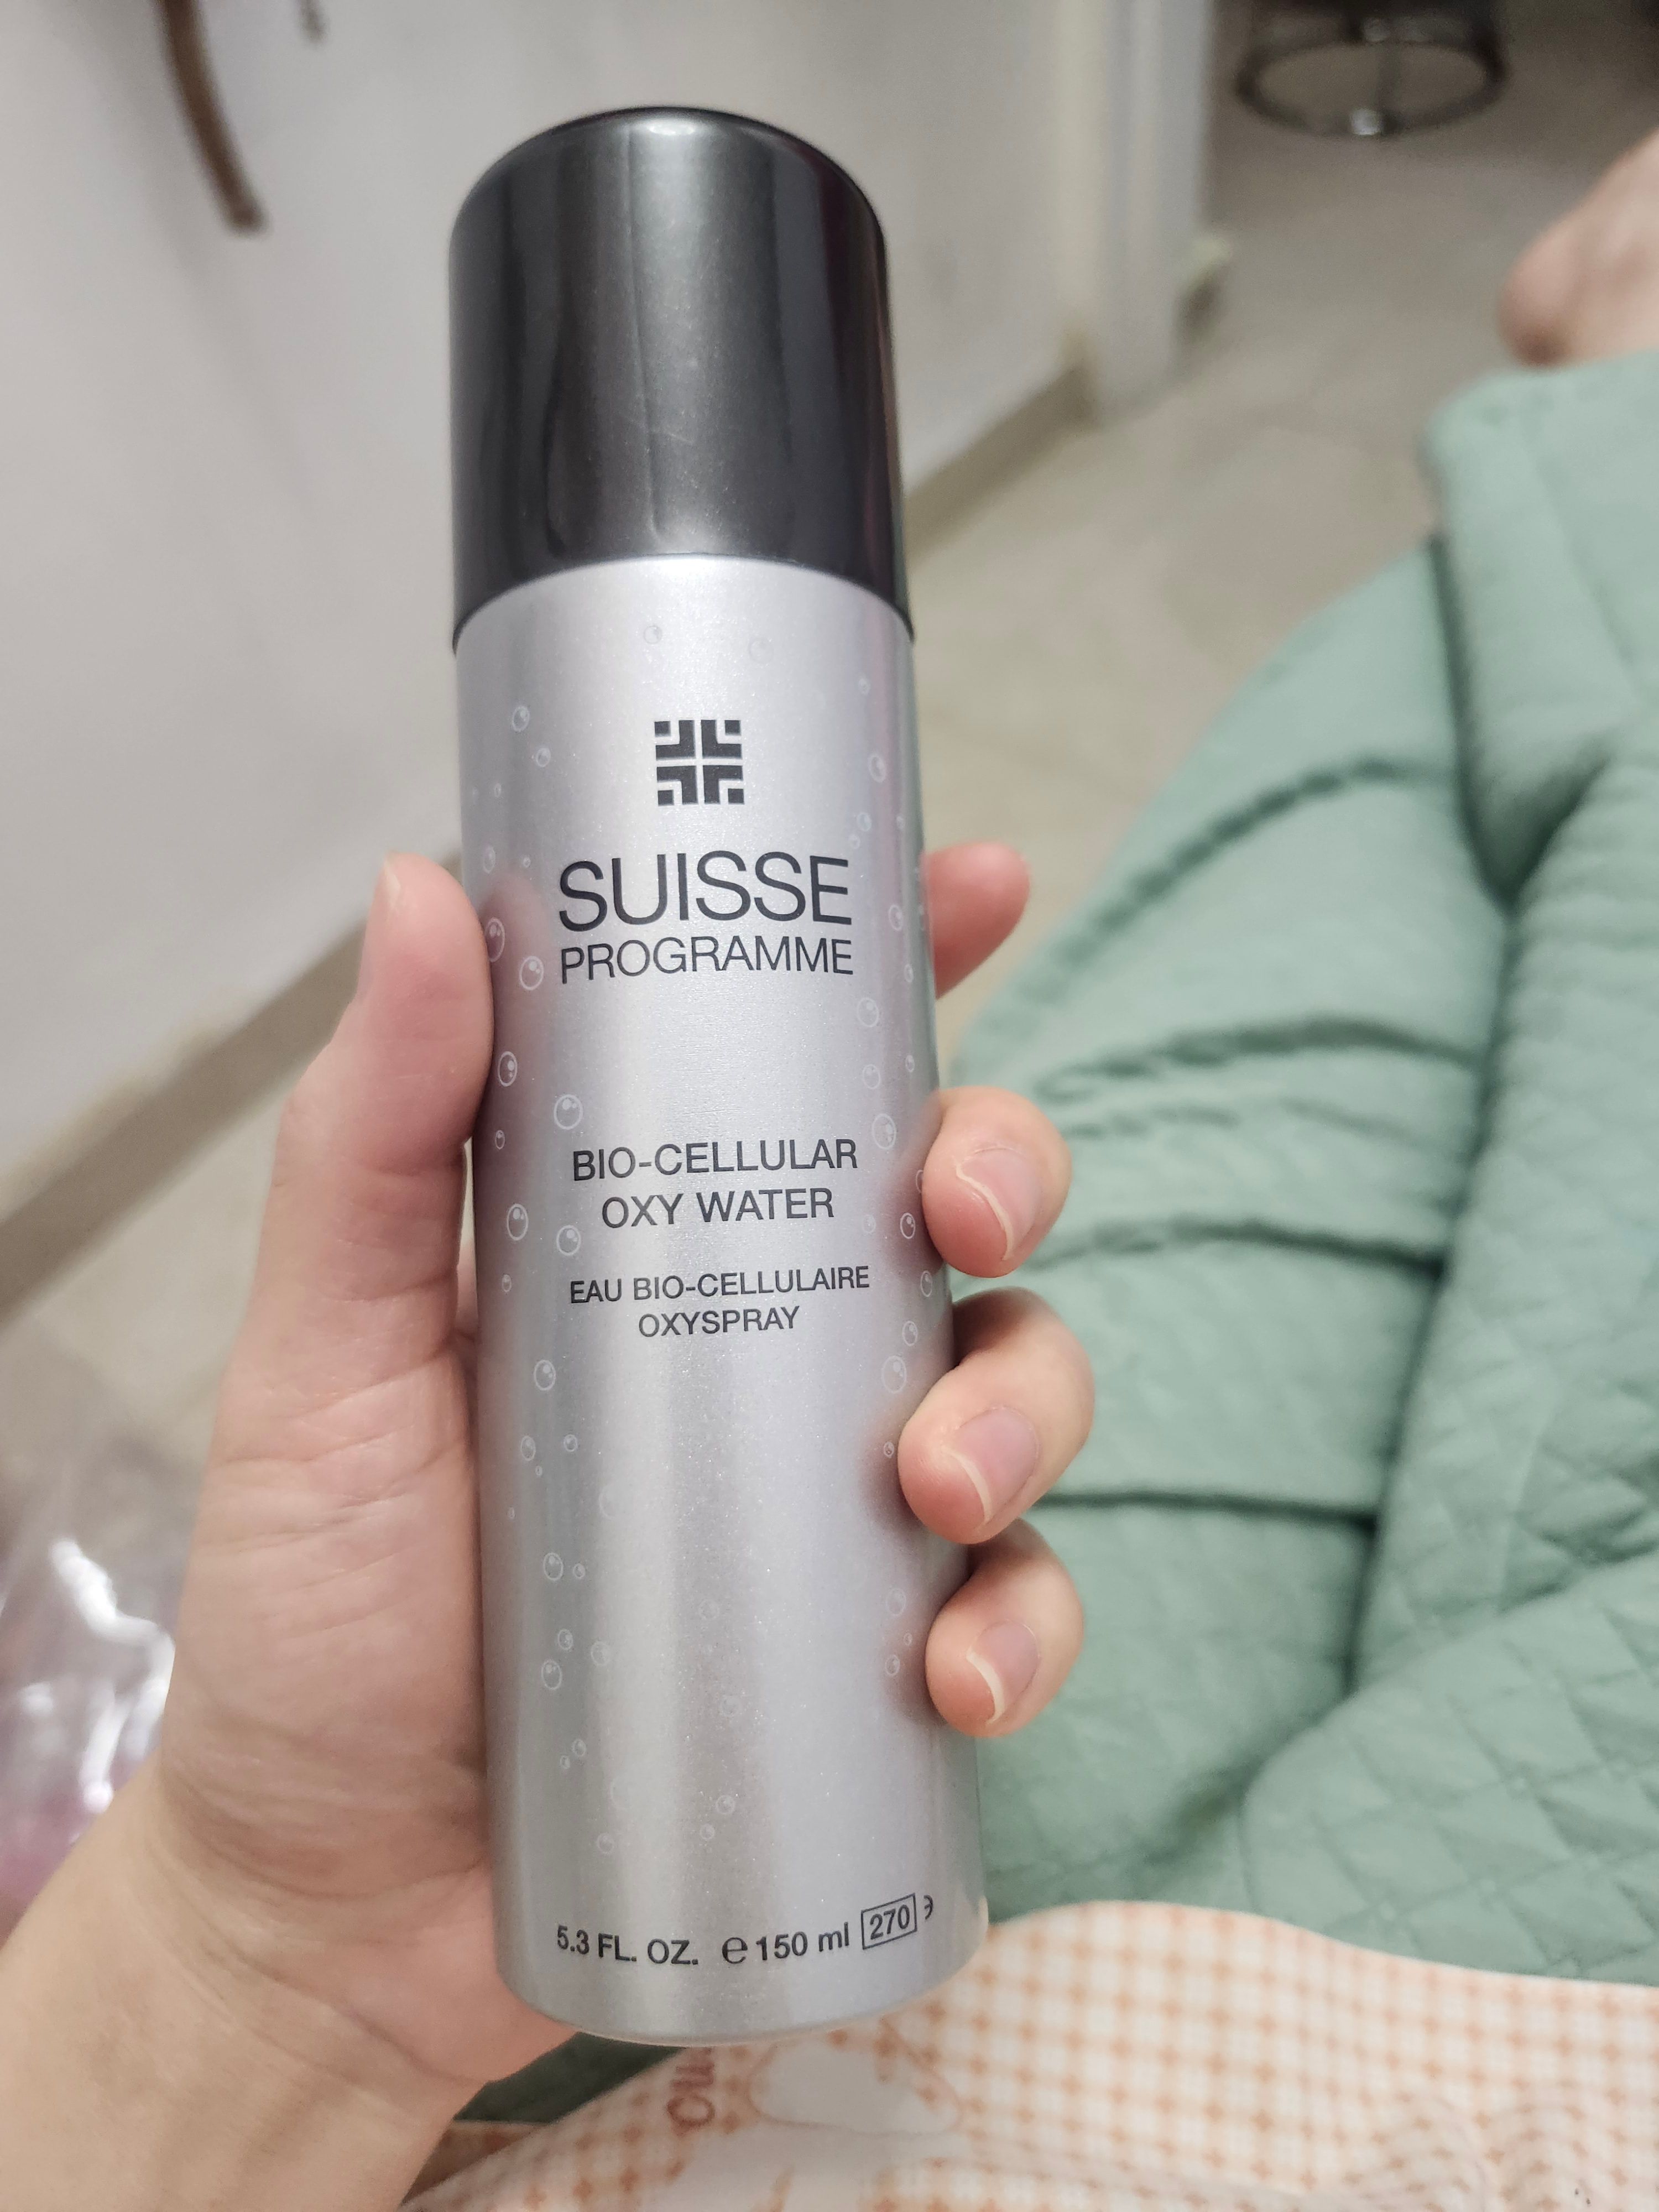 SUISSE
PROGRAMME
BIO-CELLULAR
OXY WATER
EAU BIO-CELLULAIRE
OXYSPRAY
5.3 FL. OZ. ℮ 150 ml 270